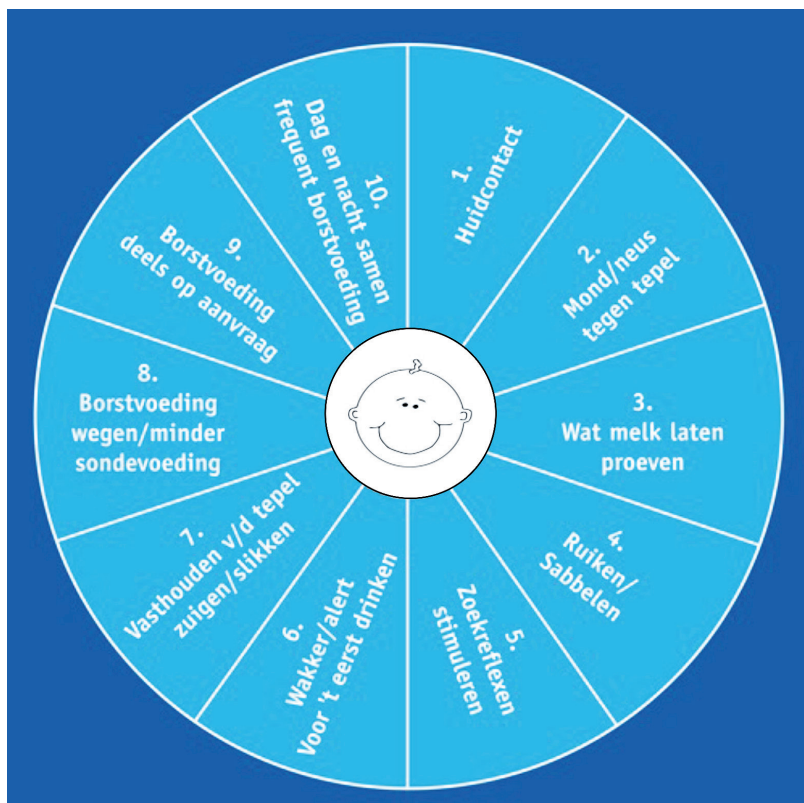 1.
Huidcontact
2.
Mond/neus
tegen tepel
3.
Wat melk laten
proeven
4.
Ruiken/
Sabbelen
5.
Zoekreflexen
stimuleren
6.
Wakker/alert
Voor 't eerst drinken
7.
Vasthouden v/d tepel
zuigen/slikken
8.
Borstvoeding
wegen/minder
sondevoeding
9.
Borstvoeding
deels op aanvraag
10.
Dag en nacht samen
frequent borstvoeding